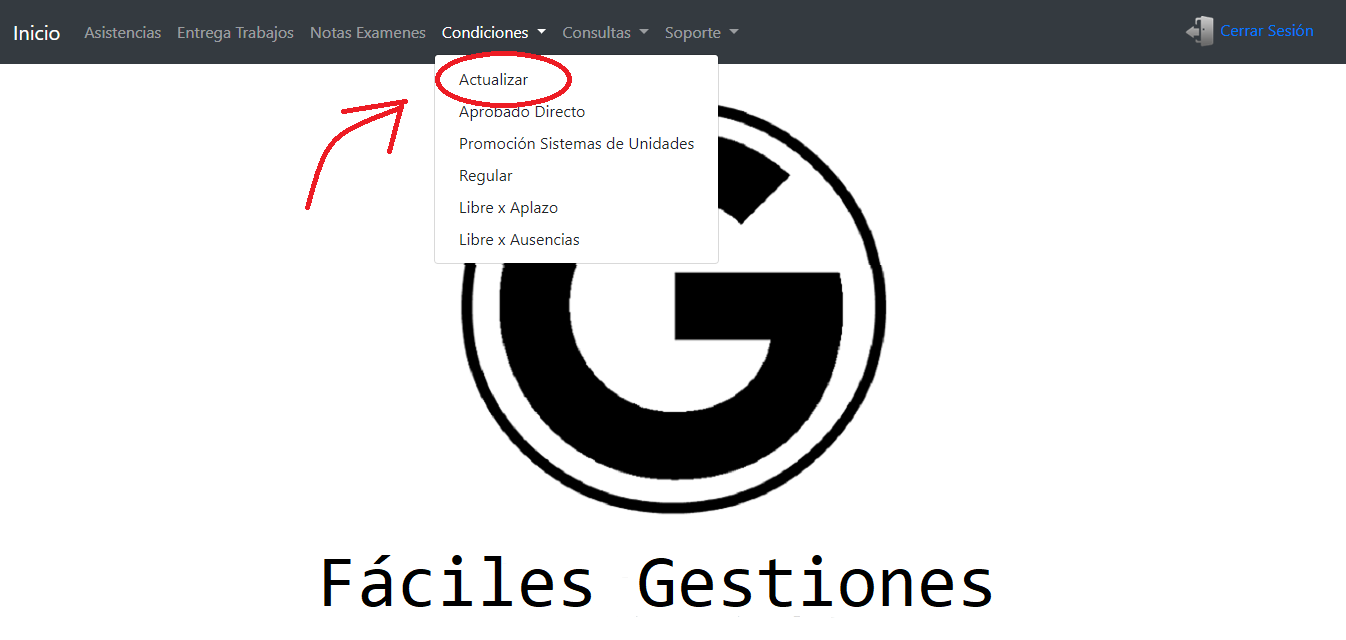 Inicio Asistencias Entrega Trabajos Notas Examenes Condiciones Consultas Soporte Cerrar Sesión
Actualizar
Aprobado Directo
Promoción Sistemas de Unidades
Regular
Libre x Aplazo
Libre x Ausencias
G
Fáciles Gestiones